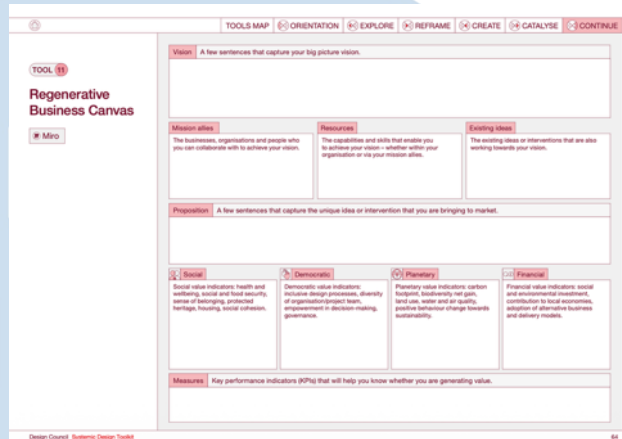 TOOLS MAP ORIENTATION EXPLORE REFRAME CREATE CATALYSE CONTINUE
TOOL 11
Regenerative
Business Canvas
Miro
Vision A few sentences that capture your big picture vision.
Mission allies
The businesses, organisations and people who
you can collaborate with to achieve your vision.
Resources
The capabilities and skills that enable you
to achieve your vision – whether within your
organisation or via your mission allies.
Existing ideas
The existing ideas or interventions that are also
working towards your vision.
Proposition A few sentences that capture the unique idea or intervention that you are bringing to market.
Social
Social value indicators: health and
wellbeing, social and food security,
sense of belonging, protected
heritage, housing, social cohesion.
Democratic
Democratic value indicators:
inclusive design processes, diversity
of organisation/project team,
empowerment in decision-making,
governance.
Planetary
Planetary value indicators: carbon
footprint, biodiversity net gain,
land use, water and air quality,
positive behaviour change towards
sustainability.
Financial
Financial value indicators: social
and environmental investment,
contribution to local economies,
adoption of alternative business
and delivery models.
Measures Key performance indicators (KPIs) that will help you know whether you are generating value.
Design Council Systemic Design Toolkit 64